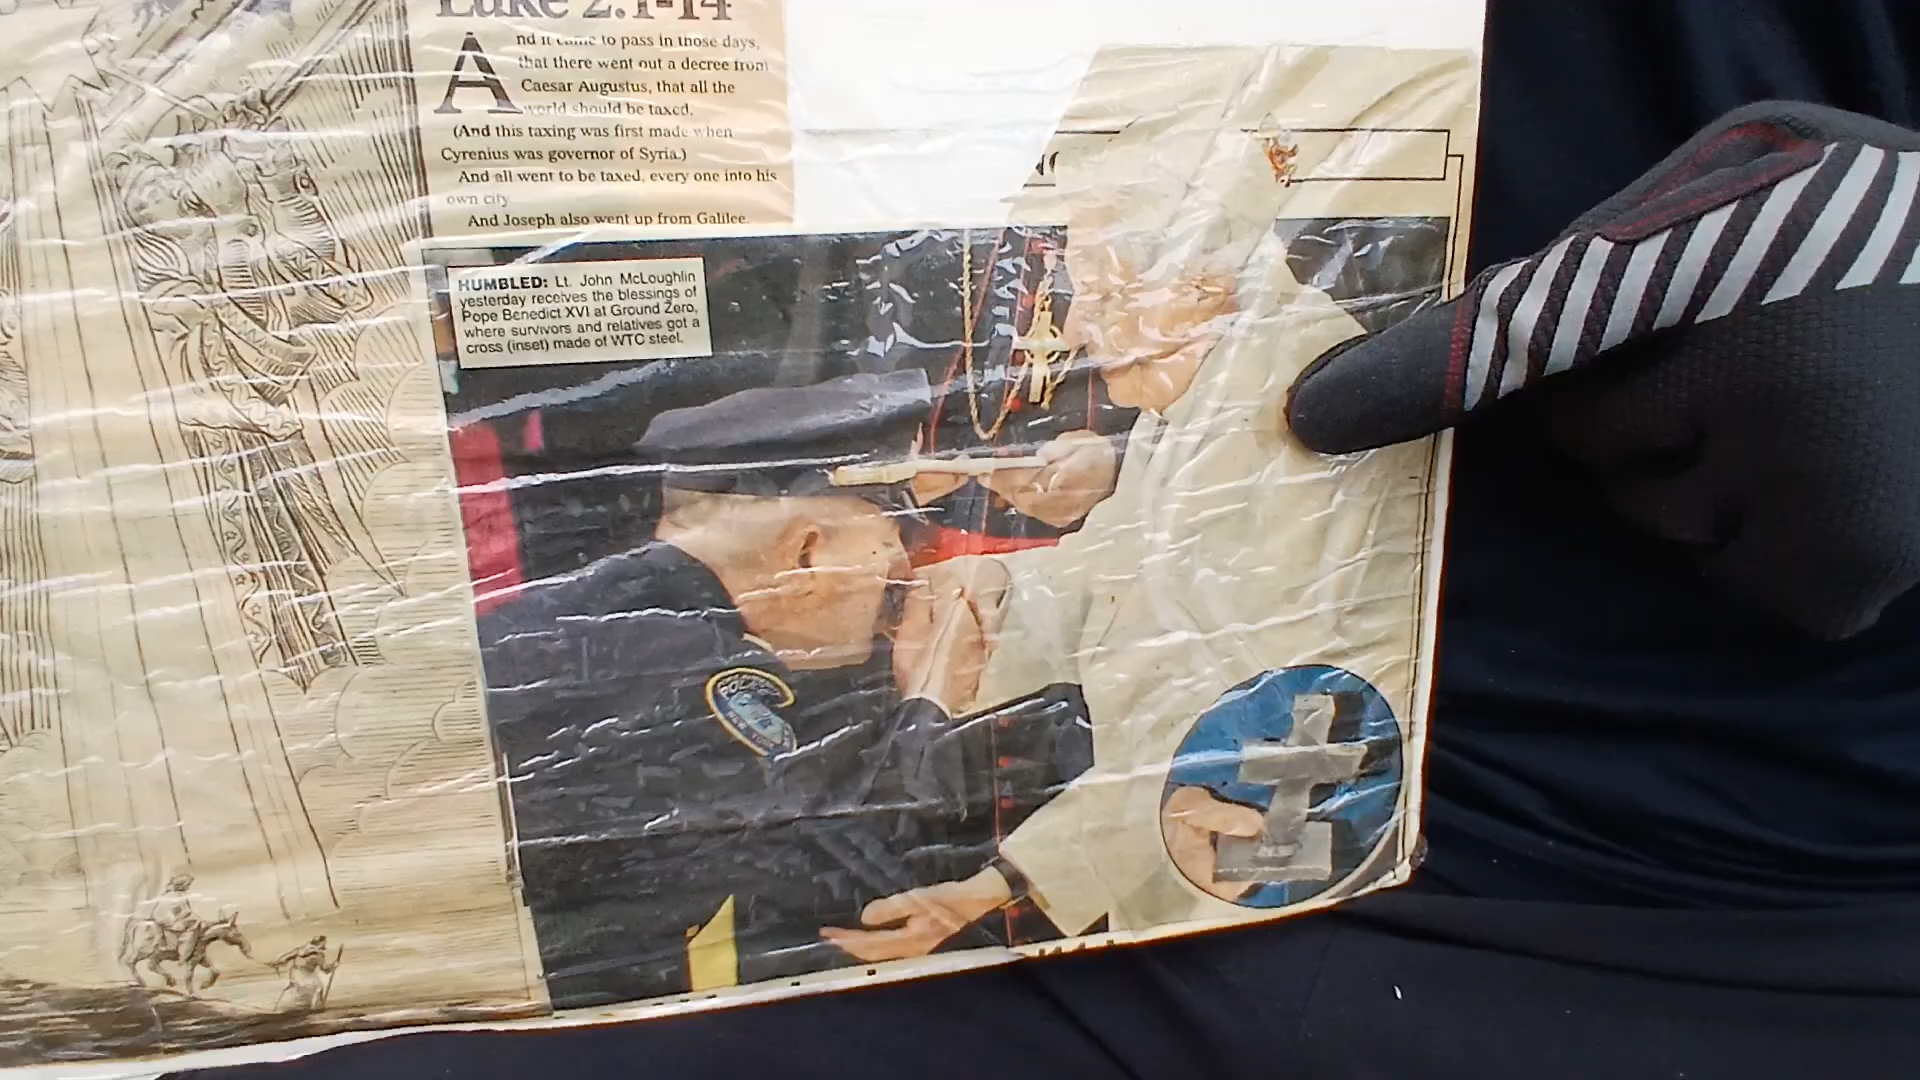 Luke 2:1-14
And it came to pass in those days,
that there went out a decree from
Caesar Augustus, that all the
world should be taxed.
(And this taxing was first made when
Cyrenius was governor of Syria.)
And all went to be taxed, every one into his
own city
And Joseph also went up from Galilee.
HUMBLED: Lt. John McLoughlin
yesterday receives the blessings of
Pope Benedict XVI at Ground Zero,
where survivors and relatives got a
cross (inset) made of WTC steel.
POLICE
NEW YORK